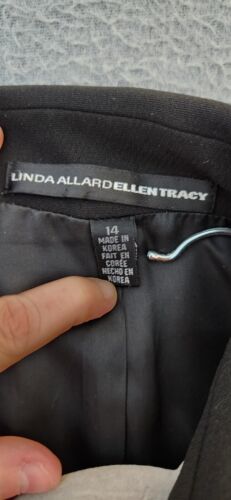 LINDA ALLARD ELLEN TRACY
14
MADE IN
KOREA
FAIT EN
CORÉE
HECHO EN
KOREA